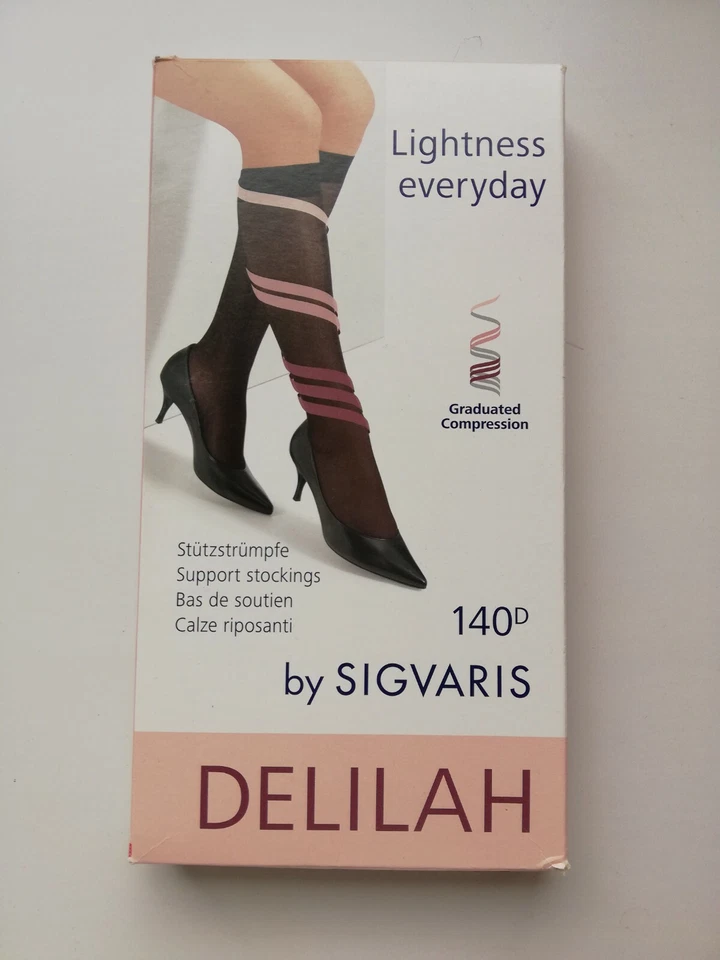 Lightness
everyday
Graduated
Compression
Stützstrümpfe
Support stockings
Bas de soutien
Calze riposanti
140D
by SIGVARIS
DELILAH